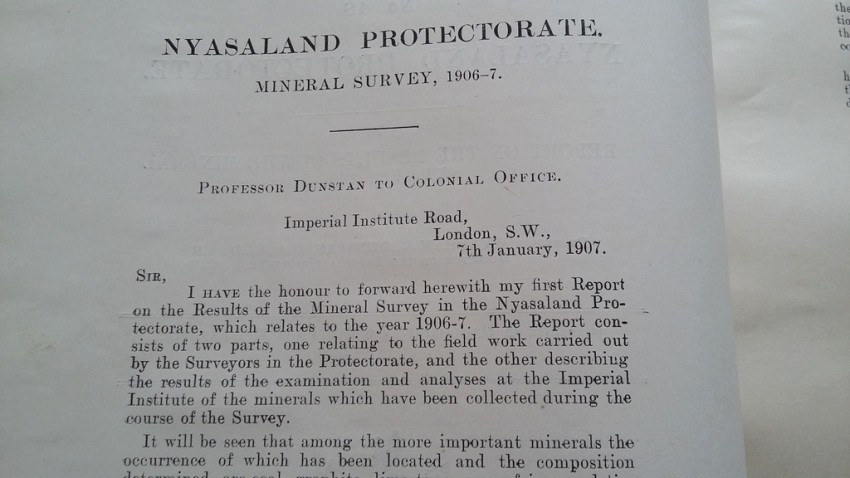 NYASALAND PROTECTORATE.
MINERAL SURVEY, 1906-7.
PROFESSOR DUNSTAN TO COLONIAL OFFICE.
Imperial Institute Road,
London, S.W.,
7th January, 1907.
SIR,
I HAVE the honour to forward herewith my first Report
on the Results of the Mineral Survey in the Nyasaland Pro-
tectorate, which relates to the year 1906-7. The Report con-
sists of two parts, one relating to the field work carried out
by the Surveyors in the Protectorate, and the other describing
the results of the examination and analyses at the Imperial
Institute of the minerals which have been collected during the
course of the Survey.
It will be seen that among the more important minerals the
occurrence of which has been located and the composition